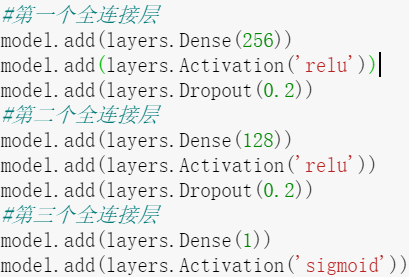 #第一个全连接层
model.add(layers.Dense(256))
model.add(layers.Activation('relu'))
model.add(layers.Dropout(0.2))
#第二个全连接层
model.add(layers.Dense(128))
model.add(layers.Activation('relu'))
model.add(layers.Dropout(0.2))
#第三个全连接层
model.add(layers.Dense(1))
model.add(layers.Activation('sigmoid'))